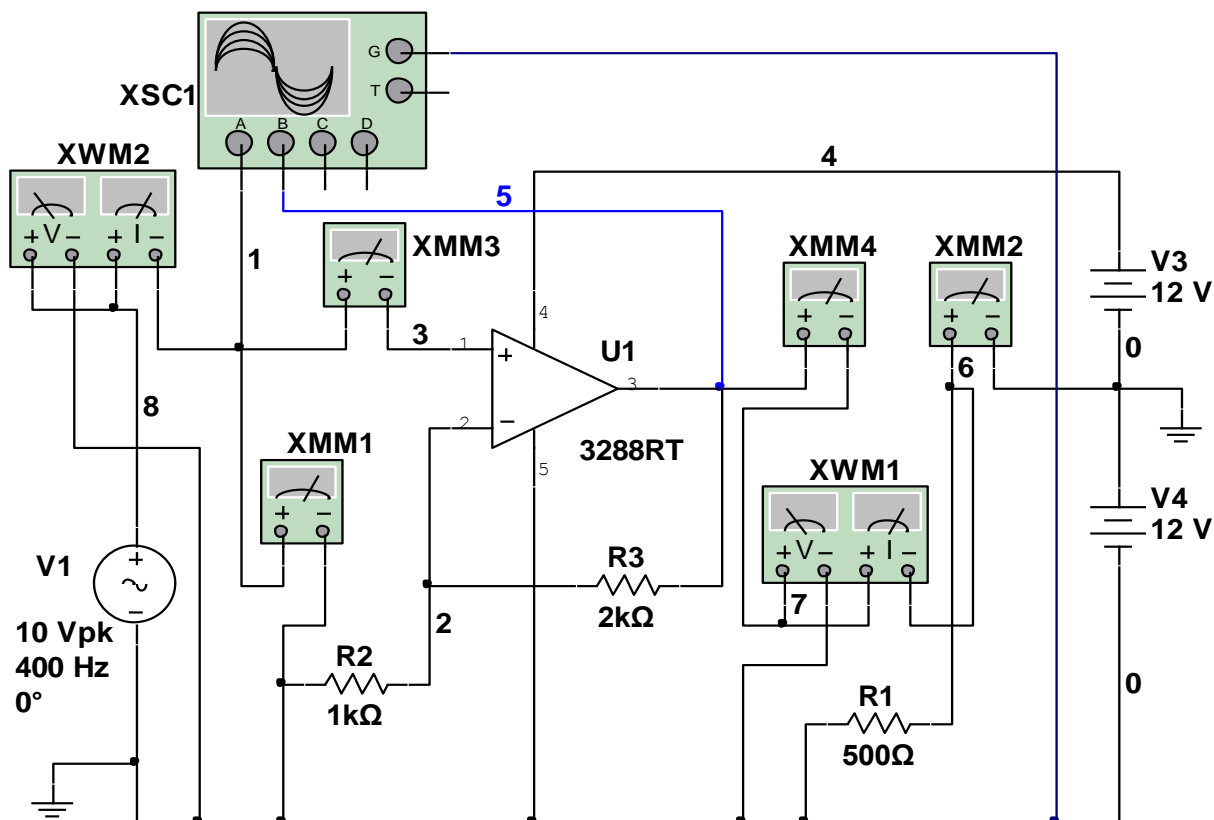 XSC1
G
T
A B C D
XWM2
V I
+ − + −
4
5
1
XMM3
+ −
XMM4
+ −
XMM2
+ −
V3
12 V
0
4
3
1
+
U1
3
6
8
2
−
3288RT
5
XMM1
+ −
XWM1
V I
+ − + −
V4
12 V
V1
+
−
10 Vpk
400 Hz
0°
R3
2kΩ
7
2
R2
1kΩ
R1
500Ω
0